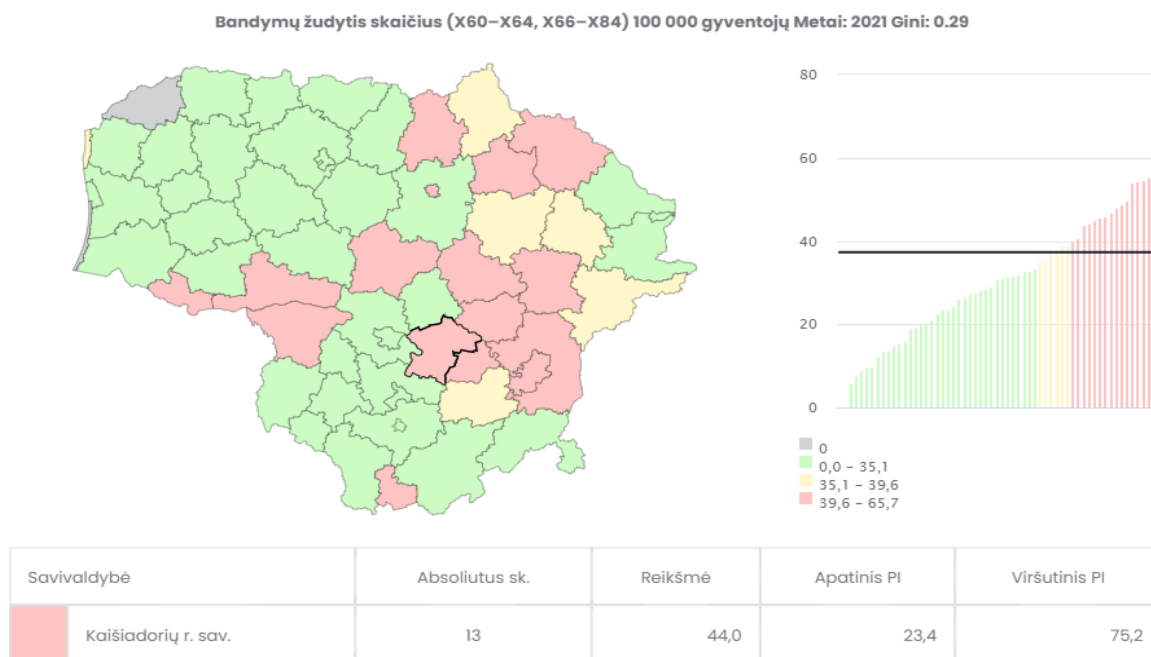 Bandymų žudytis skaičius (X60–X64, X66–X84) 100 000 gyventojų Metai: 2021 Gini: 0.29
80
60
40
20
0
0
0,0 – 35,1
35,1 – 39,6
39,6 – 65,7
Savivaldybė Absoliutus sk. Reikšmė Apatinis PI Viršutinis PI
Kaišiadorių r. sav. 13 44,0 23,4 75,2